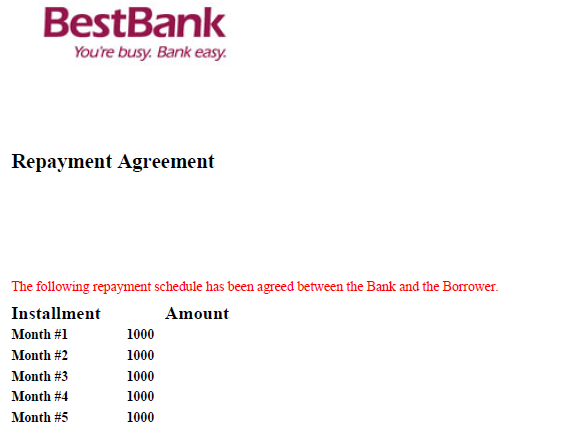 BestBank
You're busy. Bank easy.
Repayment Agreement
The following repayment schedule has been agreed between the Bank and the Borrower.
Installment Amount
Month #1 1000
Month #2 1000
Month #3 1000
Month #4 1000
Month #5 1000